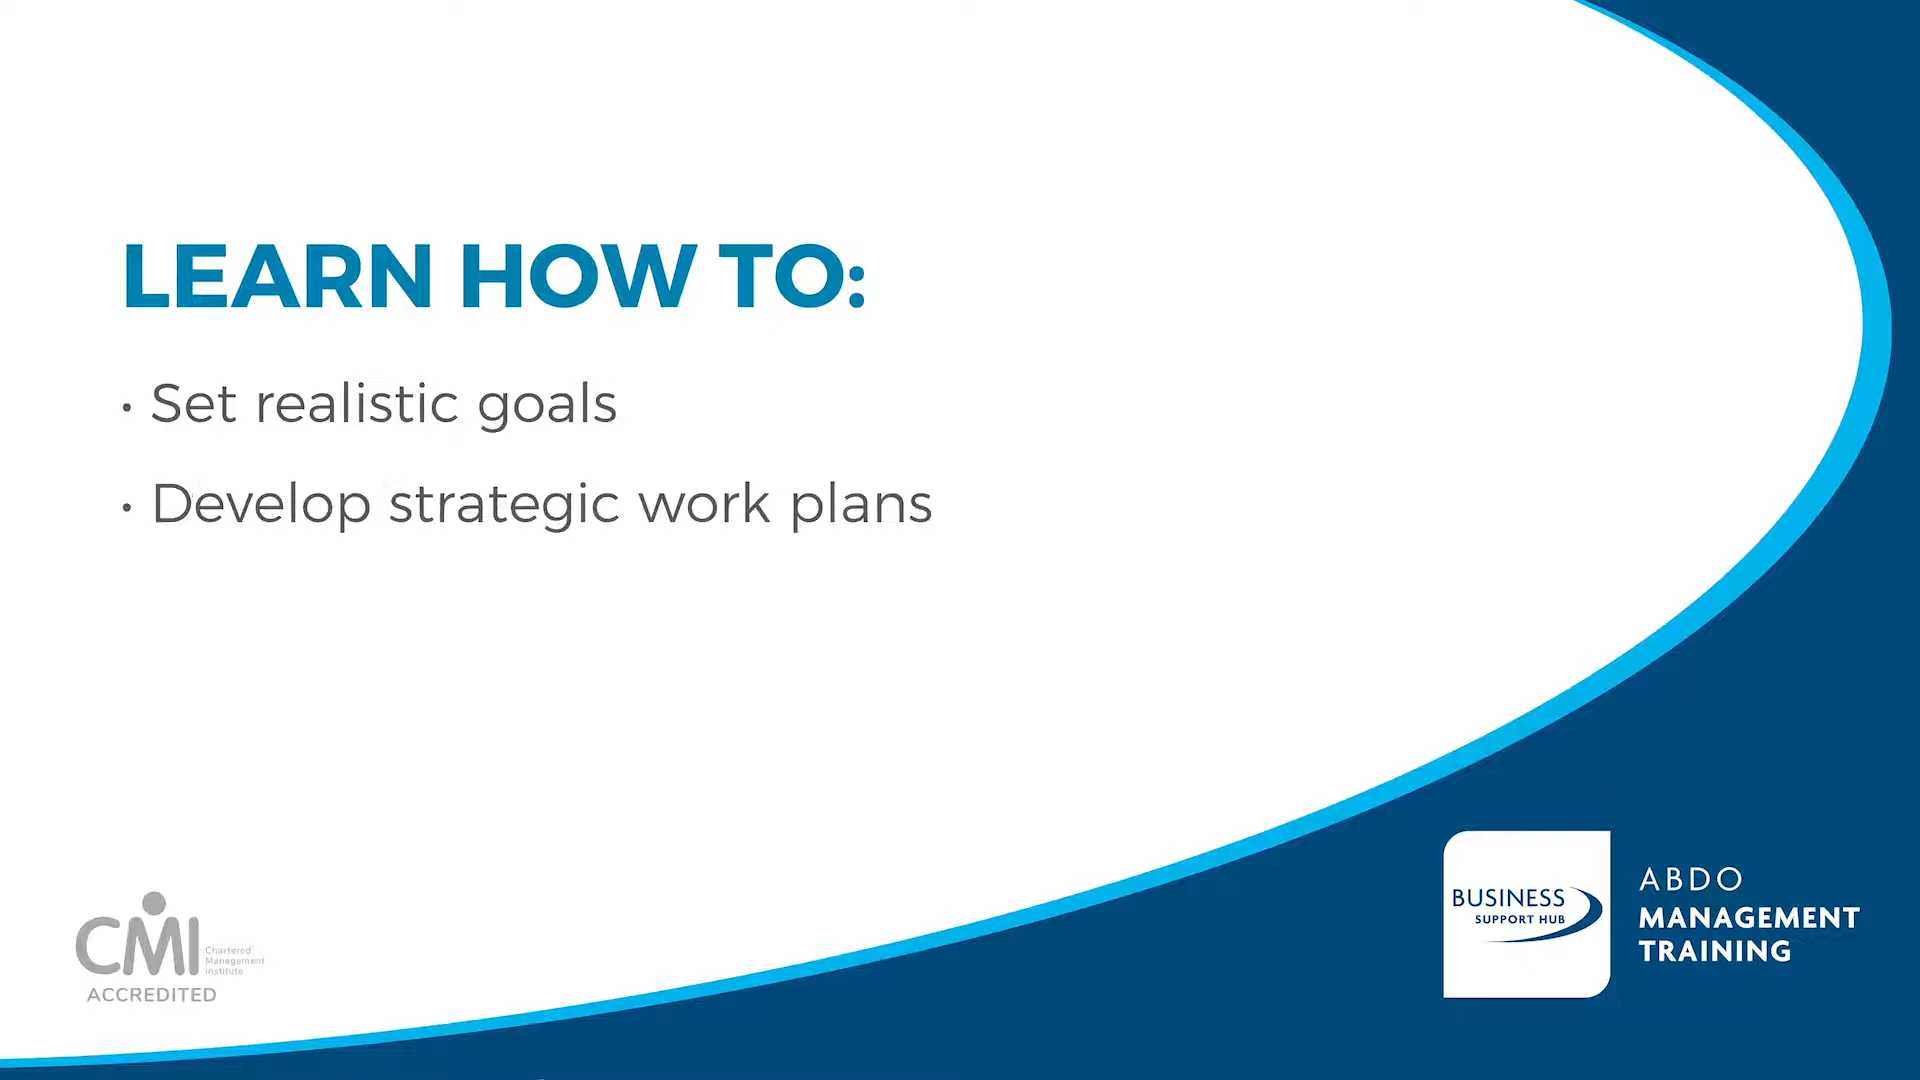 LEARN HOW TO:
• Set realistic goals
• Develop strategic work plans
CMI
Chartered
Management
Institute
ACCREDITED
BUSINESS
SUPPORT HUB
ABDO
MANAGEMENT
TRAINING